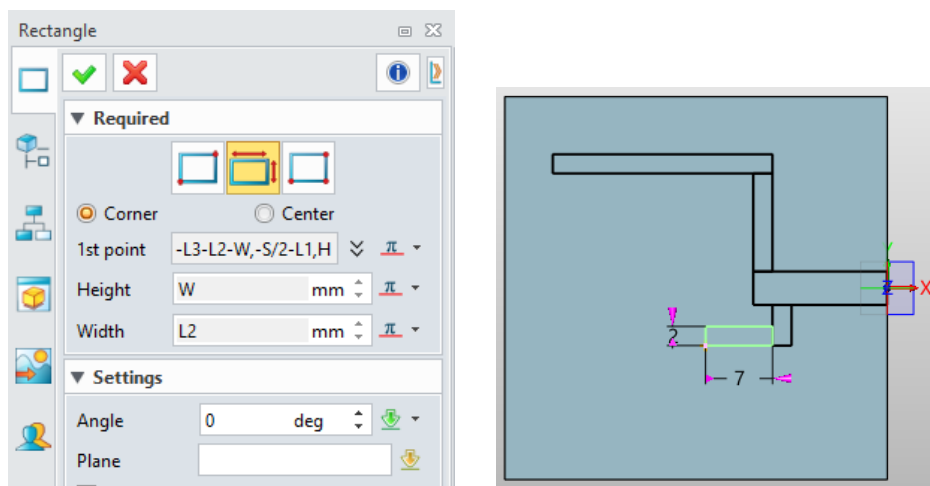 Rectangle
▼ Required
Corner Center
1st point -L3-L2-W,-S/2-L1,H
Height W mm
Width L2 mm
▼ Settings
Angle 0 deg
Plane
Y
Z X
2
7